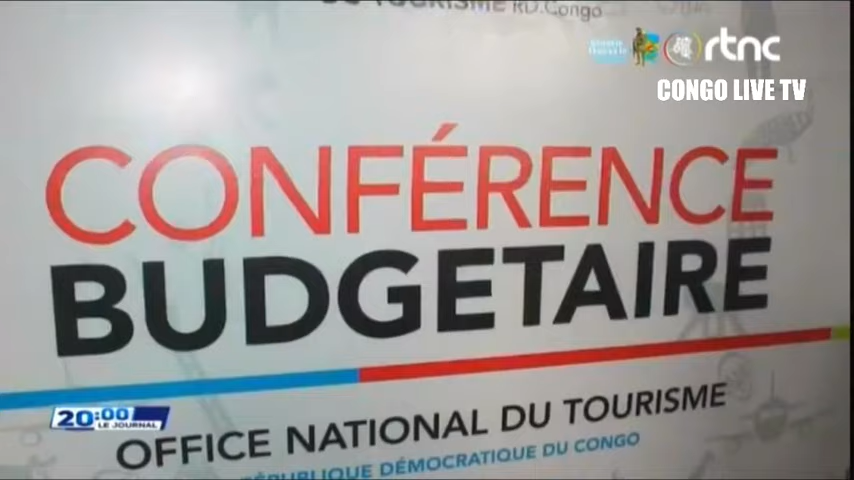 TOURISME RD.Congo
rtnc
CONGO LIVE TV
CONFÉRENCE
BUDGETAIRE
20:00
LE JOURNAL
OFFICE NATIONAL DU TOURISME
RÉPUBLIQUE DÉMOCRATIQUE DU CONGO